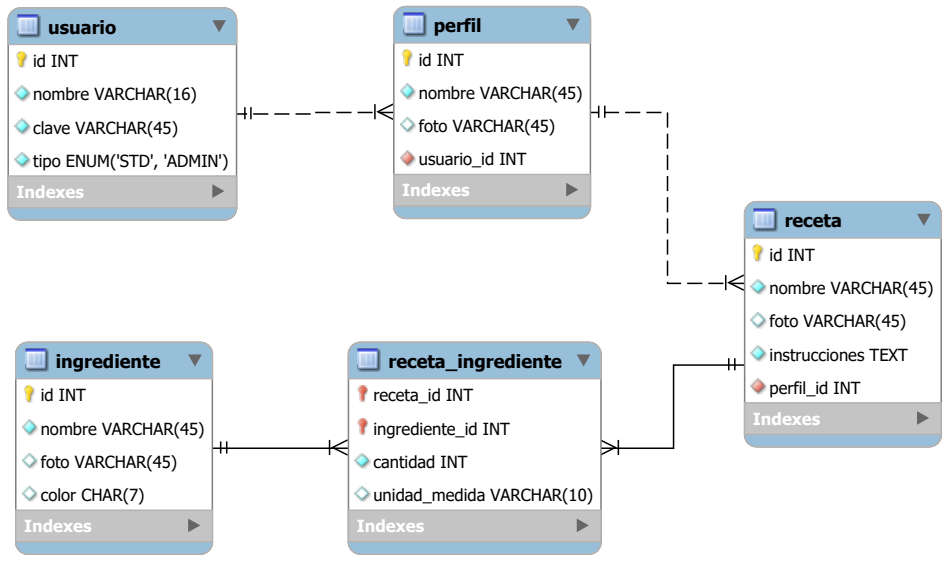 usuario
id INT
nombre VARCHAR(16)
clave VARCHAR(45)
tipo ENUM('STD', 'ADMIN')
Indexes
perfil
id INT
nombre VARCHAR(45)
foto VARCHAR(45)
usuario_id INT
Indexes
receta
id INT
nombre VARCHAR(45)
foto VARCHAR(45)
instrucciones TEXT
perfil_id INT
Indexes
ingrediente
id INT
nombre VARCHAR(45)
foto VARCHAR(45)
color CHAR(7)
Indexes
receta_ingrediente
receta_id INT
ingrediente_id INT
cantidad INT
unidad_medida VARCHAR(10)
Indexes